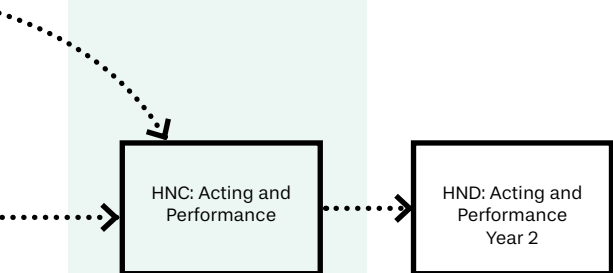 HNC: Acting and
Performance
HND: Acting and
Performance
Year 2